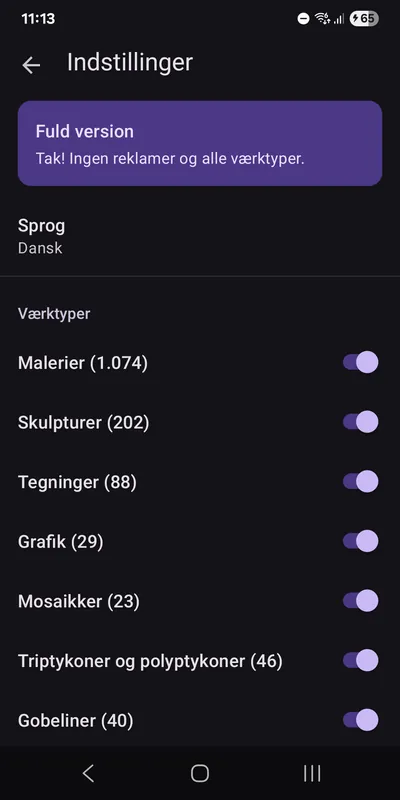 11:13
65
Indstillinger
Fuld version
Tak! Ingen reklamer og alle værktyper.
Sprog
Dansk
Værktyper
Malerier (1.074)
Skulpturer (202)
Tegninger (88)
Grafik (29)
Mosaikker (23)
Triptykoner og polyptykoner (46)
Gobeliner (40)